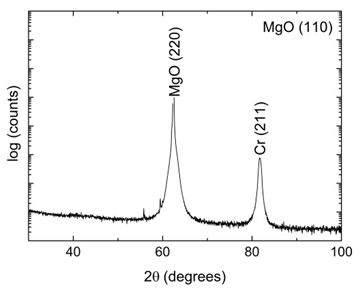 MgO (110)
MgO (220)
Cr (211)
log (counts)
40
60
80
100
2θ (degrees)